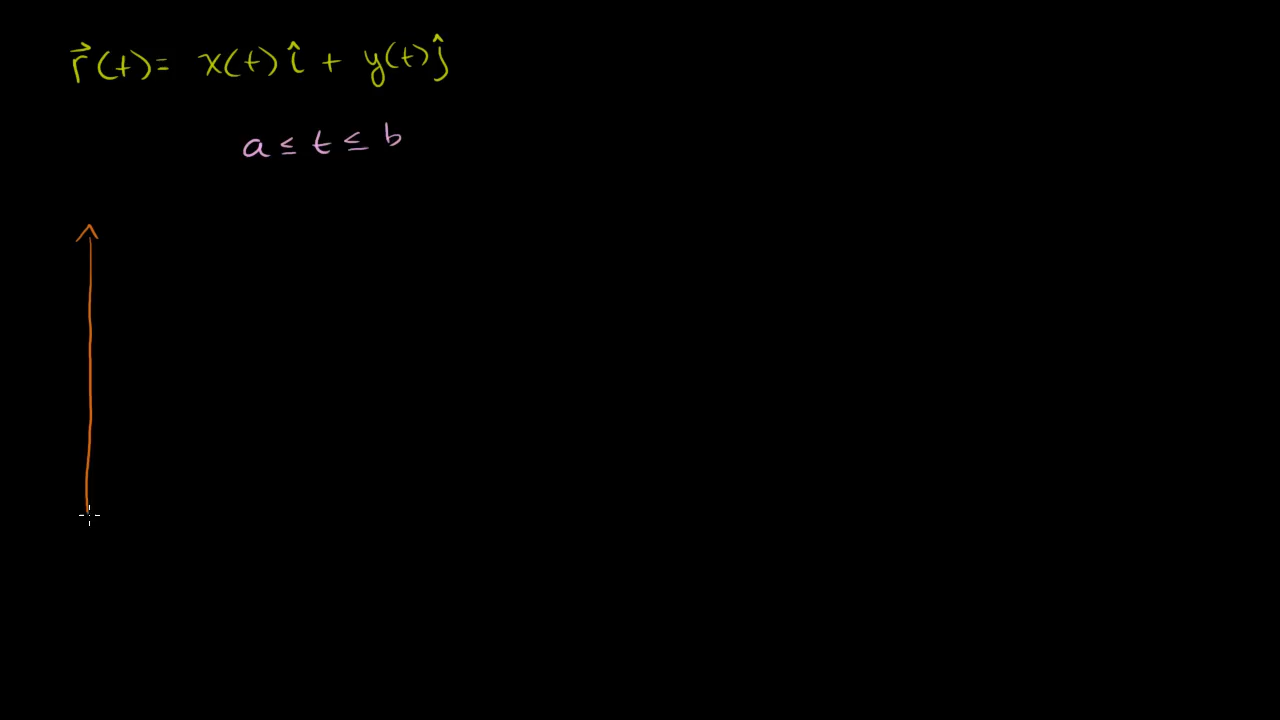 r⃗(t)= x(t)î + y(t)ĵ
a ≤ t ≤ b